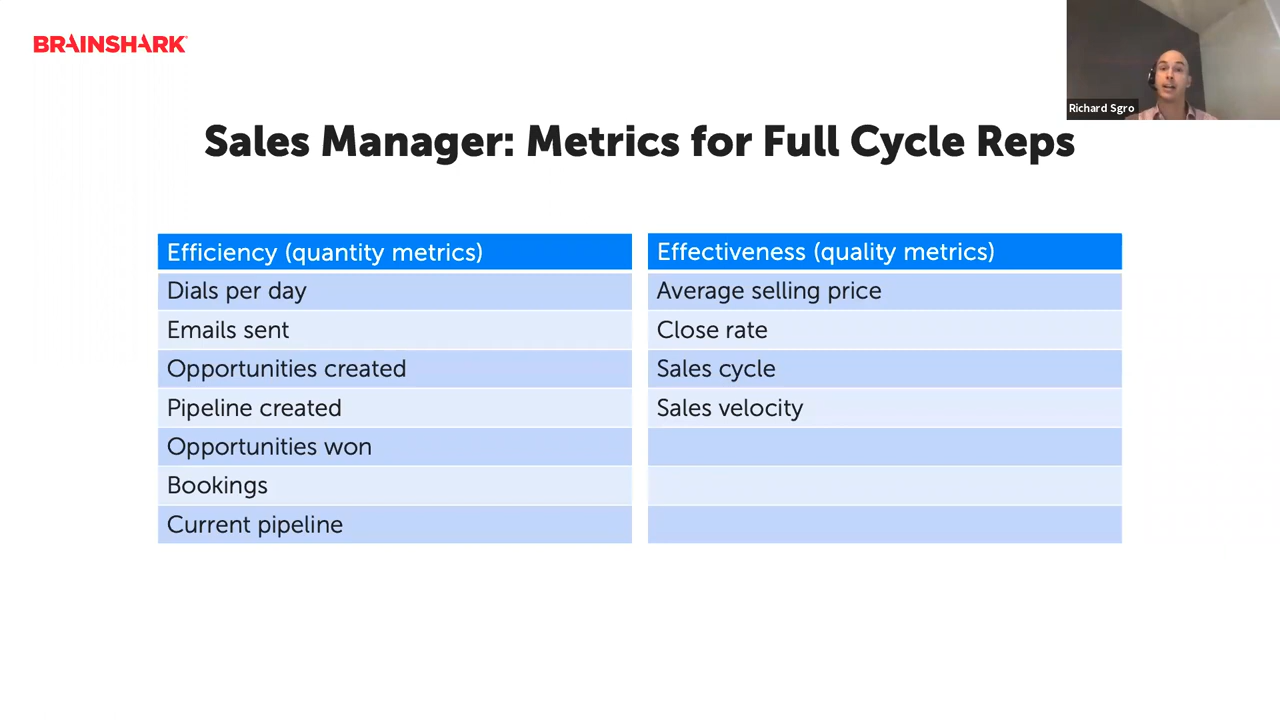 BRAINSHARK
Richard Sgro
Sales Manager: Metrics for Full Cycle Reps
Efficiency (quantity metrics)
Dials per day
Emails sent
Opportunities created
Pipeline created
Opportunities won
Bookings
Current pipeline
Effectiveness (quality metrics)
Average selling price
Close rate
Sales cycle
Sales velocity